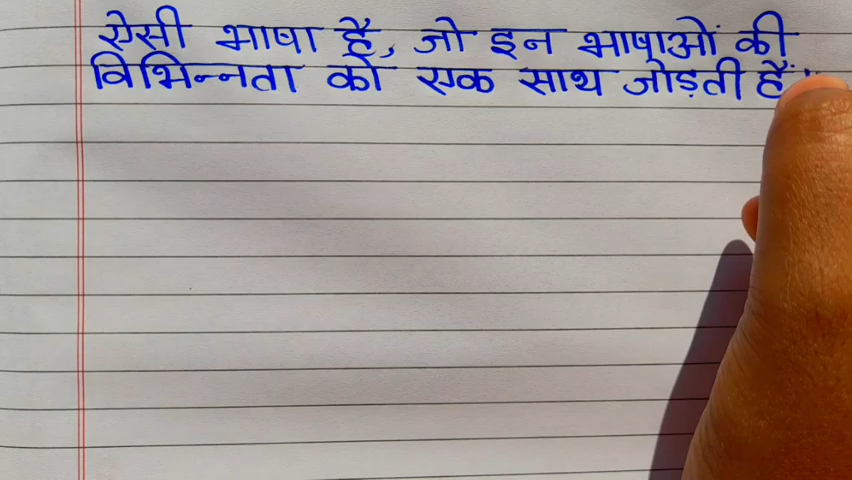 ऐसी भाषा है, जो इन भाषाओं की
विभिन्नता को एक साथ जोड़ती हैं